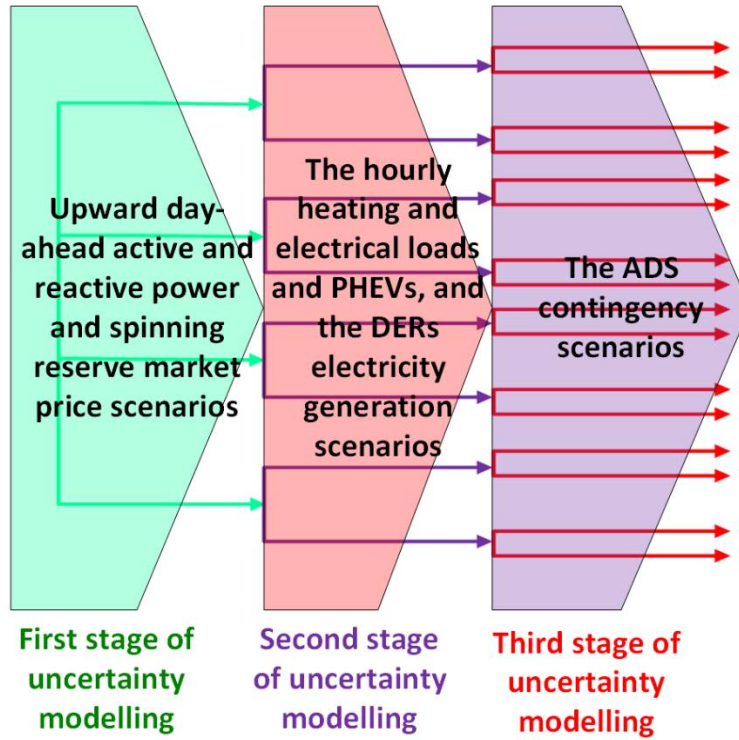 Upward day-
ahead active and
reactive power
and spinning
reserve market
price scenarios
The hourly
heating and
electrical loads
and PHEVs, and
the DERs
electricity
generation
scenarios
The ADS
contingency
scenarios
First stage of
uncertainty
modelling
Second stage
of uncertainty
modelling
Third stage of
uncertainty
modelling